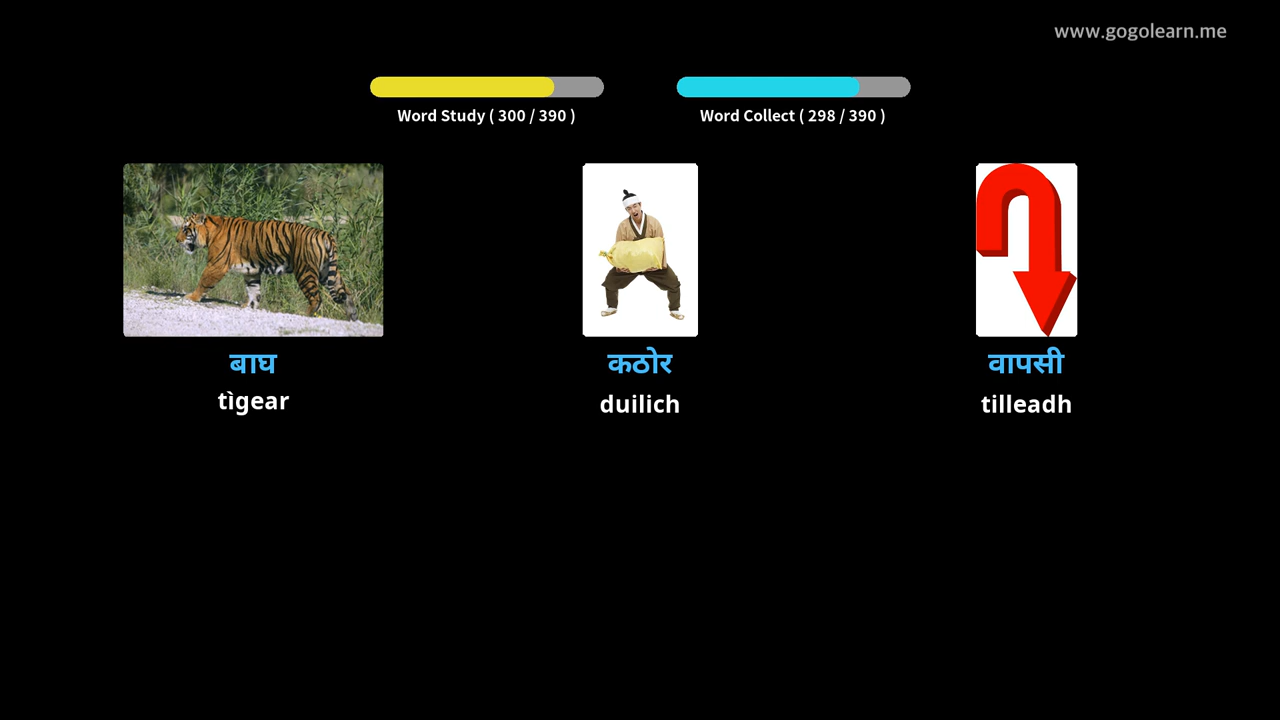 www.gogolearn.me
Word Study ( 300 / 390 )
Word Collect ( 298 / 390 )
बाघ
कठोर
वापसी
tìgear
duilich
tilleadh